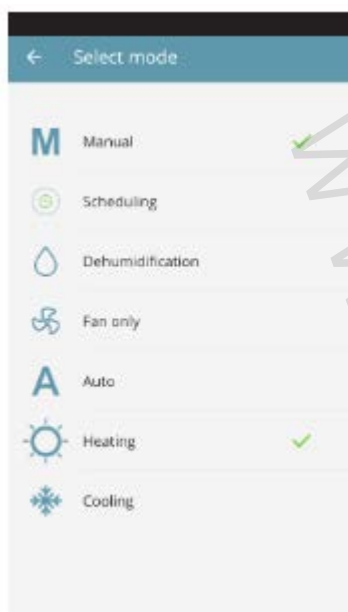 Select mode
M Manual
Scheduling
Dehumidification
Fan only
A Auto
Heating
Cooling